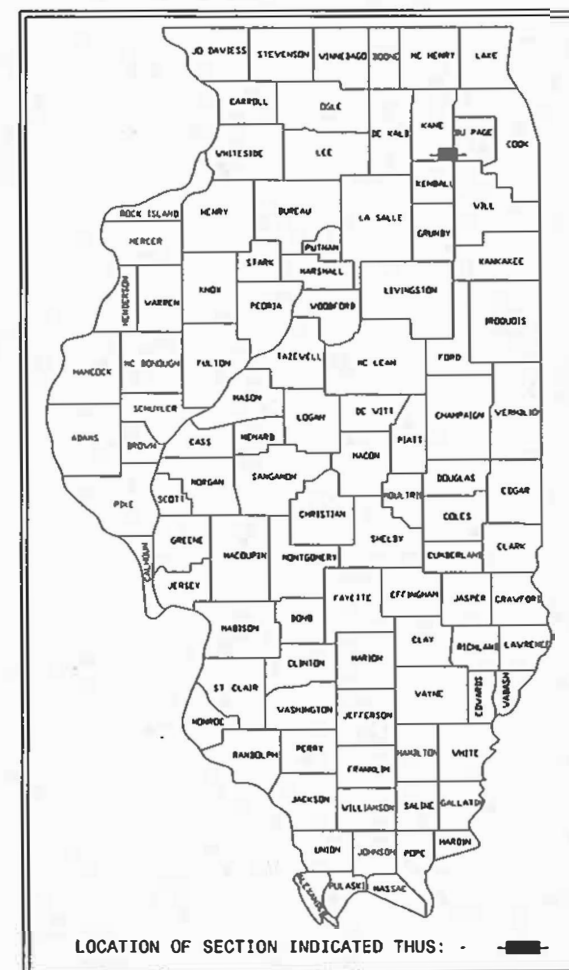 JO DAVIESS STEVENSON WINNEBAGO BOONE MC HENRY LAKE
CARROLL OGLE DE KALB KANE DU PAGE COOK
WHITESIDE LEE
KENDALL
ROCK ISLAND HENRY BUREAU LA SALLE GRUNDY WILL
MERCER PUTNAM
STARK MARSHALL KANKAKEE
HENDERSON WARREN KNOX PEORIA WOODFORD LIVINGSTON IROQUOIS
HANCOCK MC DONOUGH FULTON TAZEWELL MC LEAN FORD
SCHUYLER MASON LOGAN DE WITT CHAMPAIGN VERMILION
ADAMS BROWN CASS MENARD PIATT
MACON
PIKE SCOTT MORGAN SANGAMON MOULTRIE DOUGLAS EDGAR
CHRISTIAN COLES
GREENE SHELBY
CALHOUN MACOUPIN MONTGOMERY CUMBERLAND CLARK
JERSEY FAYETTE EFFINGHAM JASPER CRAWFORD
MADISON BOND
CLAY RICHLAND LAWRENCE
CLINTON MARION
ST CLAIR WAYNE EDWARDS WABASH
WASHINGTON JEFFERSON
MONROE
RANDOLPH PERRY HAMILTON WHITE
FRANKLIN
JACKSON WILLIAMSON SALINE GALLATIN
UNION JOHNSON POPE HARDIN
ALEXANDER PULASKI MASSAC
LOCATION OF SECTION INDICATED THUS: -